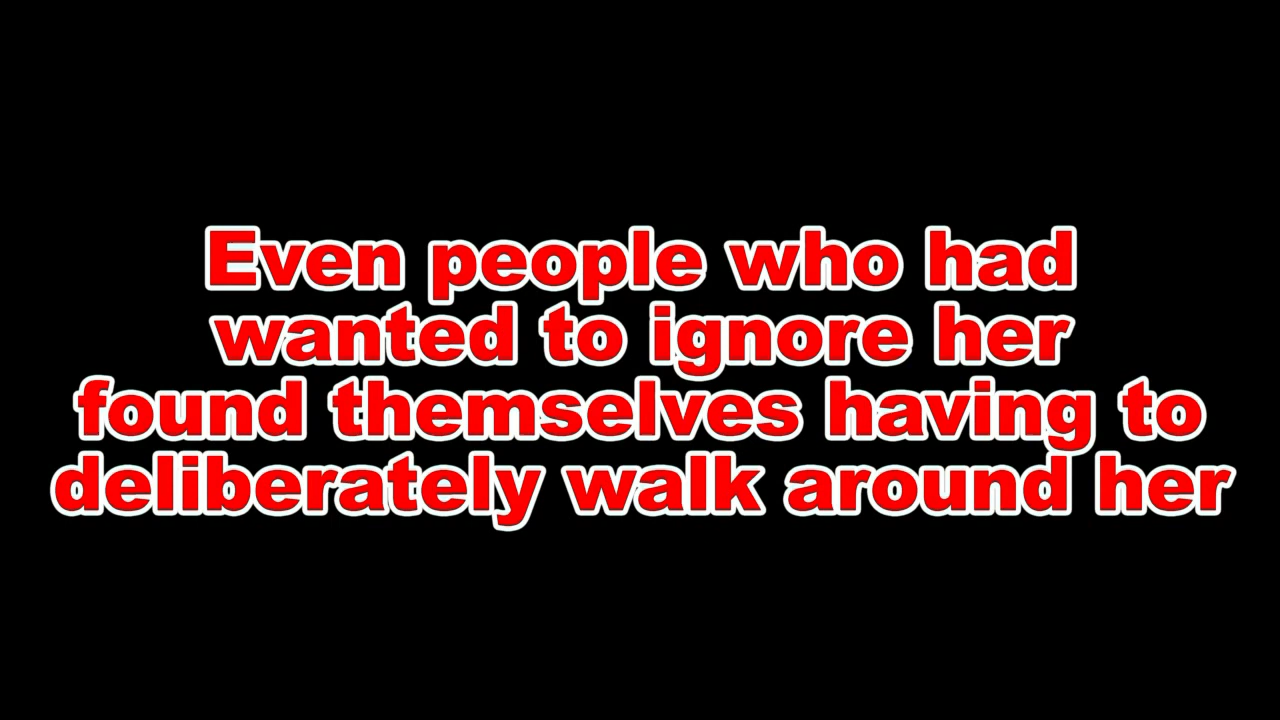 Even people who had
wanted to ignore her
found themselves having to
deliberately walk around her